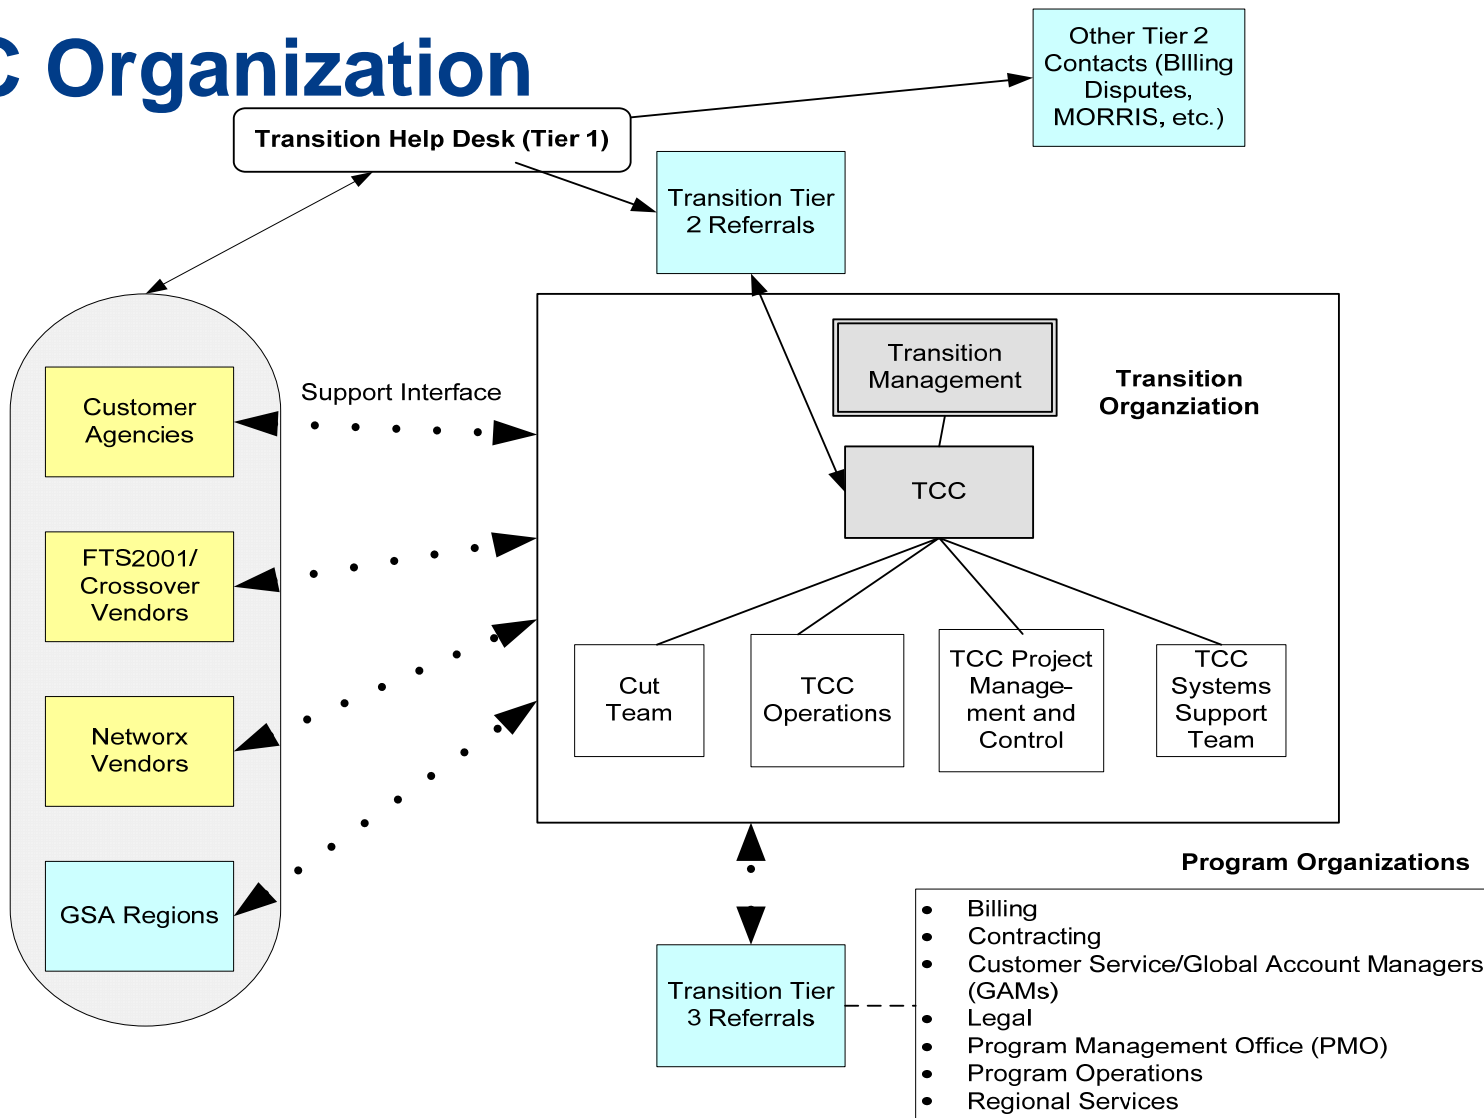 C Organization
Other Tier 2
Contacts (BIlling
Disputes,
MORRIS, etc.)
Transition Help Desk (Tier 1)
Transition Tier
2 Referrals
Transition
Management
Transition
Organziation
Support Interface
Customer
Agencies
TCC
FTS2001/
Crossover
Vendors
Cut
Team
TCC
Operations
TCC Project
Manage-
ment and
Control
TCC
Systems
Support
Team
Networx
Vendors
GSA Regions
Program Organizations
Transition Tier
3 Referrals
• Billing
• Contracting
• Customer Service/Global Account Managers
(GAMs)
• Legal
• Program Management Office (PMO)
• Program Operations
• Regional Services